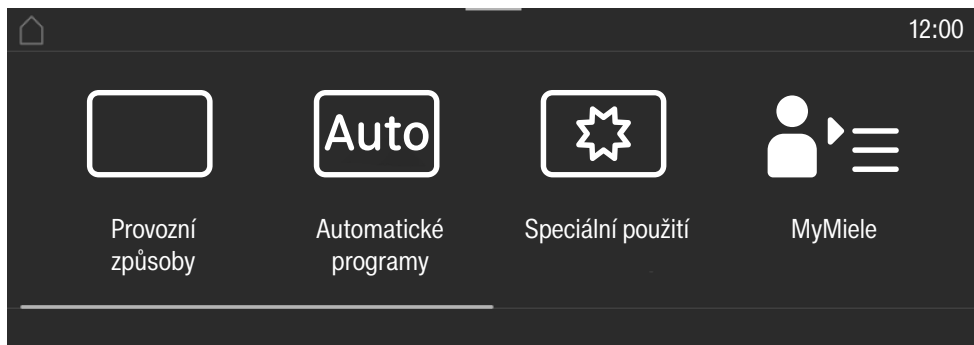 12:00
Auto
Provozní
způsoby
Automatické
programy
Speciální použití
MyMiele